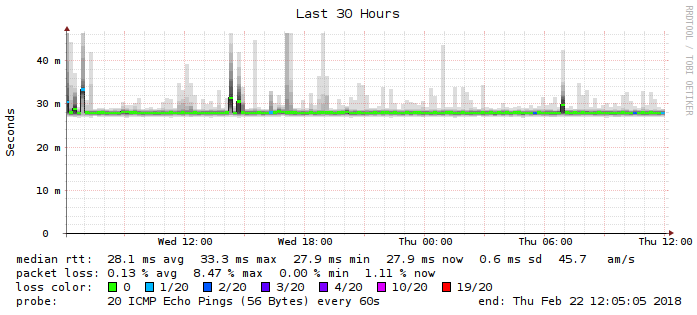 Last 30 Hours
RRDTOOL / TOBI OETIKER
Seconds
40 m
30 m
20 m
10 m
0
Wed 12:00 Wed 18:00 Thu 00:00 Thu 06:00 Thu 12:00
median rtt: 28.1 ms avg 33.3 ms max 27.9 ms min 27.9 ms now 0.6 ms sd 45.7 am/s
packet loss: 0.13 % avg 8.47 % max 0.00 % min 1.11 % now
loss color: 0 1/20 2/20 3/20 4/20 10/20 19/20
probe: 20 ICMP Echo Pings (56 Bytes) every 60s end: Thu Feb 22 12:05:05 2018